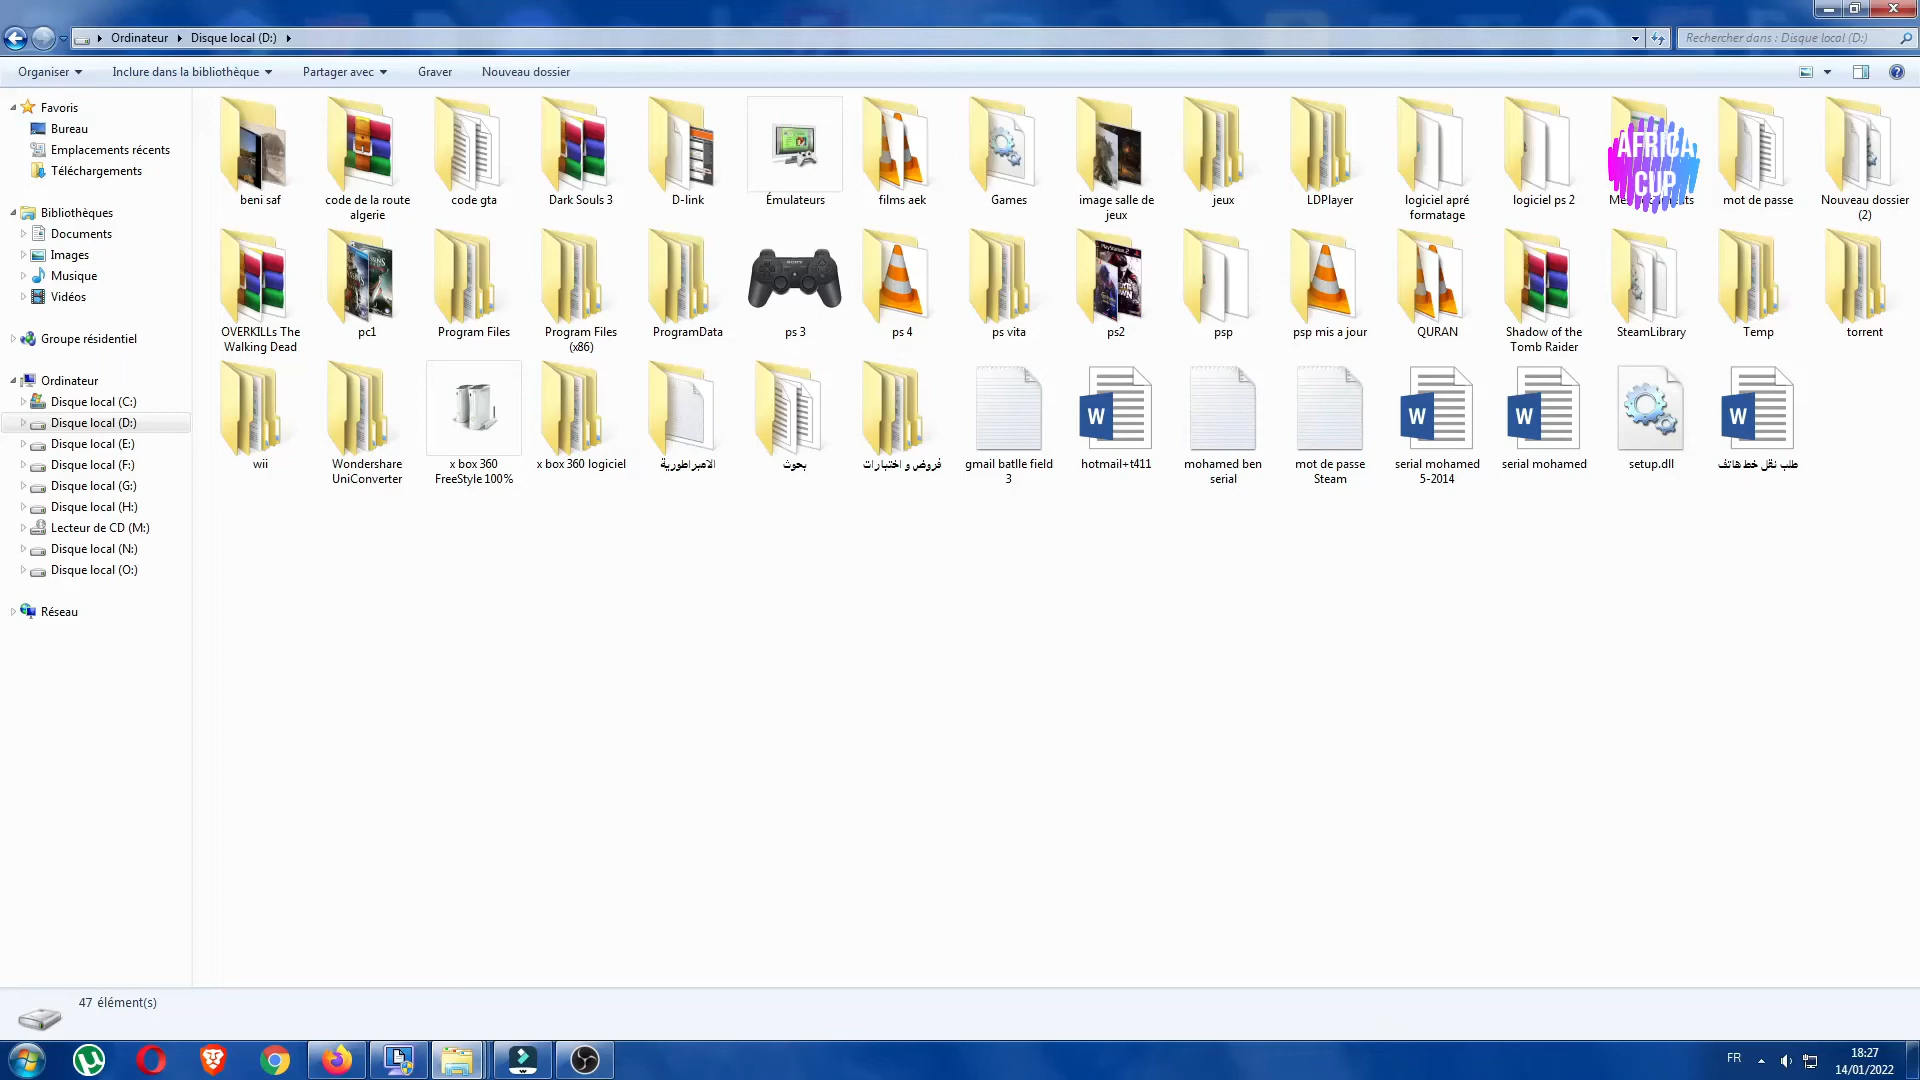 Ordinateur
Disque local (D:)
Rechercher dans : Disque local (D:)
Organiser
Inclure dans la bibliothèque
Partager avec
Graver
Nouveau dossier
Favoris
Bureau
Emplacements récents
Téléchargements
Bibliothèques
Documents
Images
Musique
Vidéos
Groupe résidentiel
Ordinateur
Disque local (C:)
Disque local (D:)
Disque local (E:)
Disque local (F:)
Disque local (G:)
Disque local (H:)
Lecteur de CD (M:)
Disque local (N:)
Disque local (O:)
Réseau
beni saf
code de la route
algerie
code gta
Dark Souls 3
D-link
Émulateurs
films aek
Games
image salle de
jeux
jeux
LDPlayer
logiciel apré
formatage
logiciel ps 2
AFRICA
CUP
mot de passe
Nouveau dossier
(2)
OVERKILLs The
Walking Dead
pc1
Program Files
Program Files
(x86)
ProgramData
ps 3
ps 4
ps vita
ps2
psp
psp mis a jour
QURAN
Shadow of the
Tomb Raider
SteamLibrary
Temp
torrent
wii
Wondershare
UniConverter
x box 360
FreeStyle 100%
x box 360 logiciel
الامبراطورية
بحوث
فروض و اختبارات
gmail batlle field
3
hotmail+t411
mohamed ben
serial
mot de passe
Steam
serial mohamed
5-2014
serial mohamed
setup.dll
طلب نقل خط هاتف
47 élément(s)
FR
18:27
14/01/2022